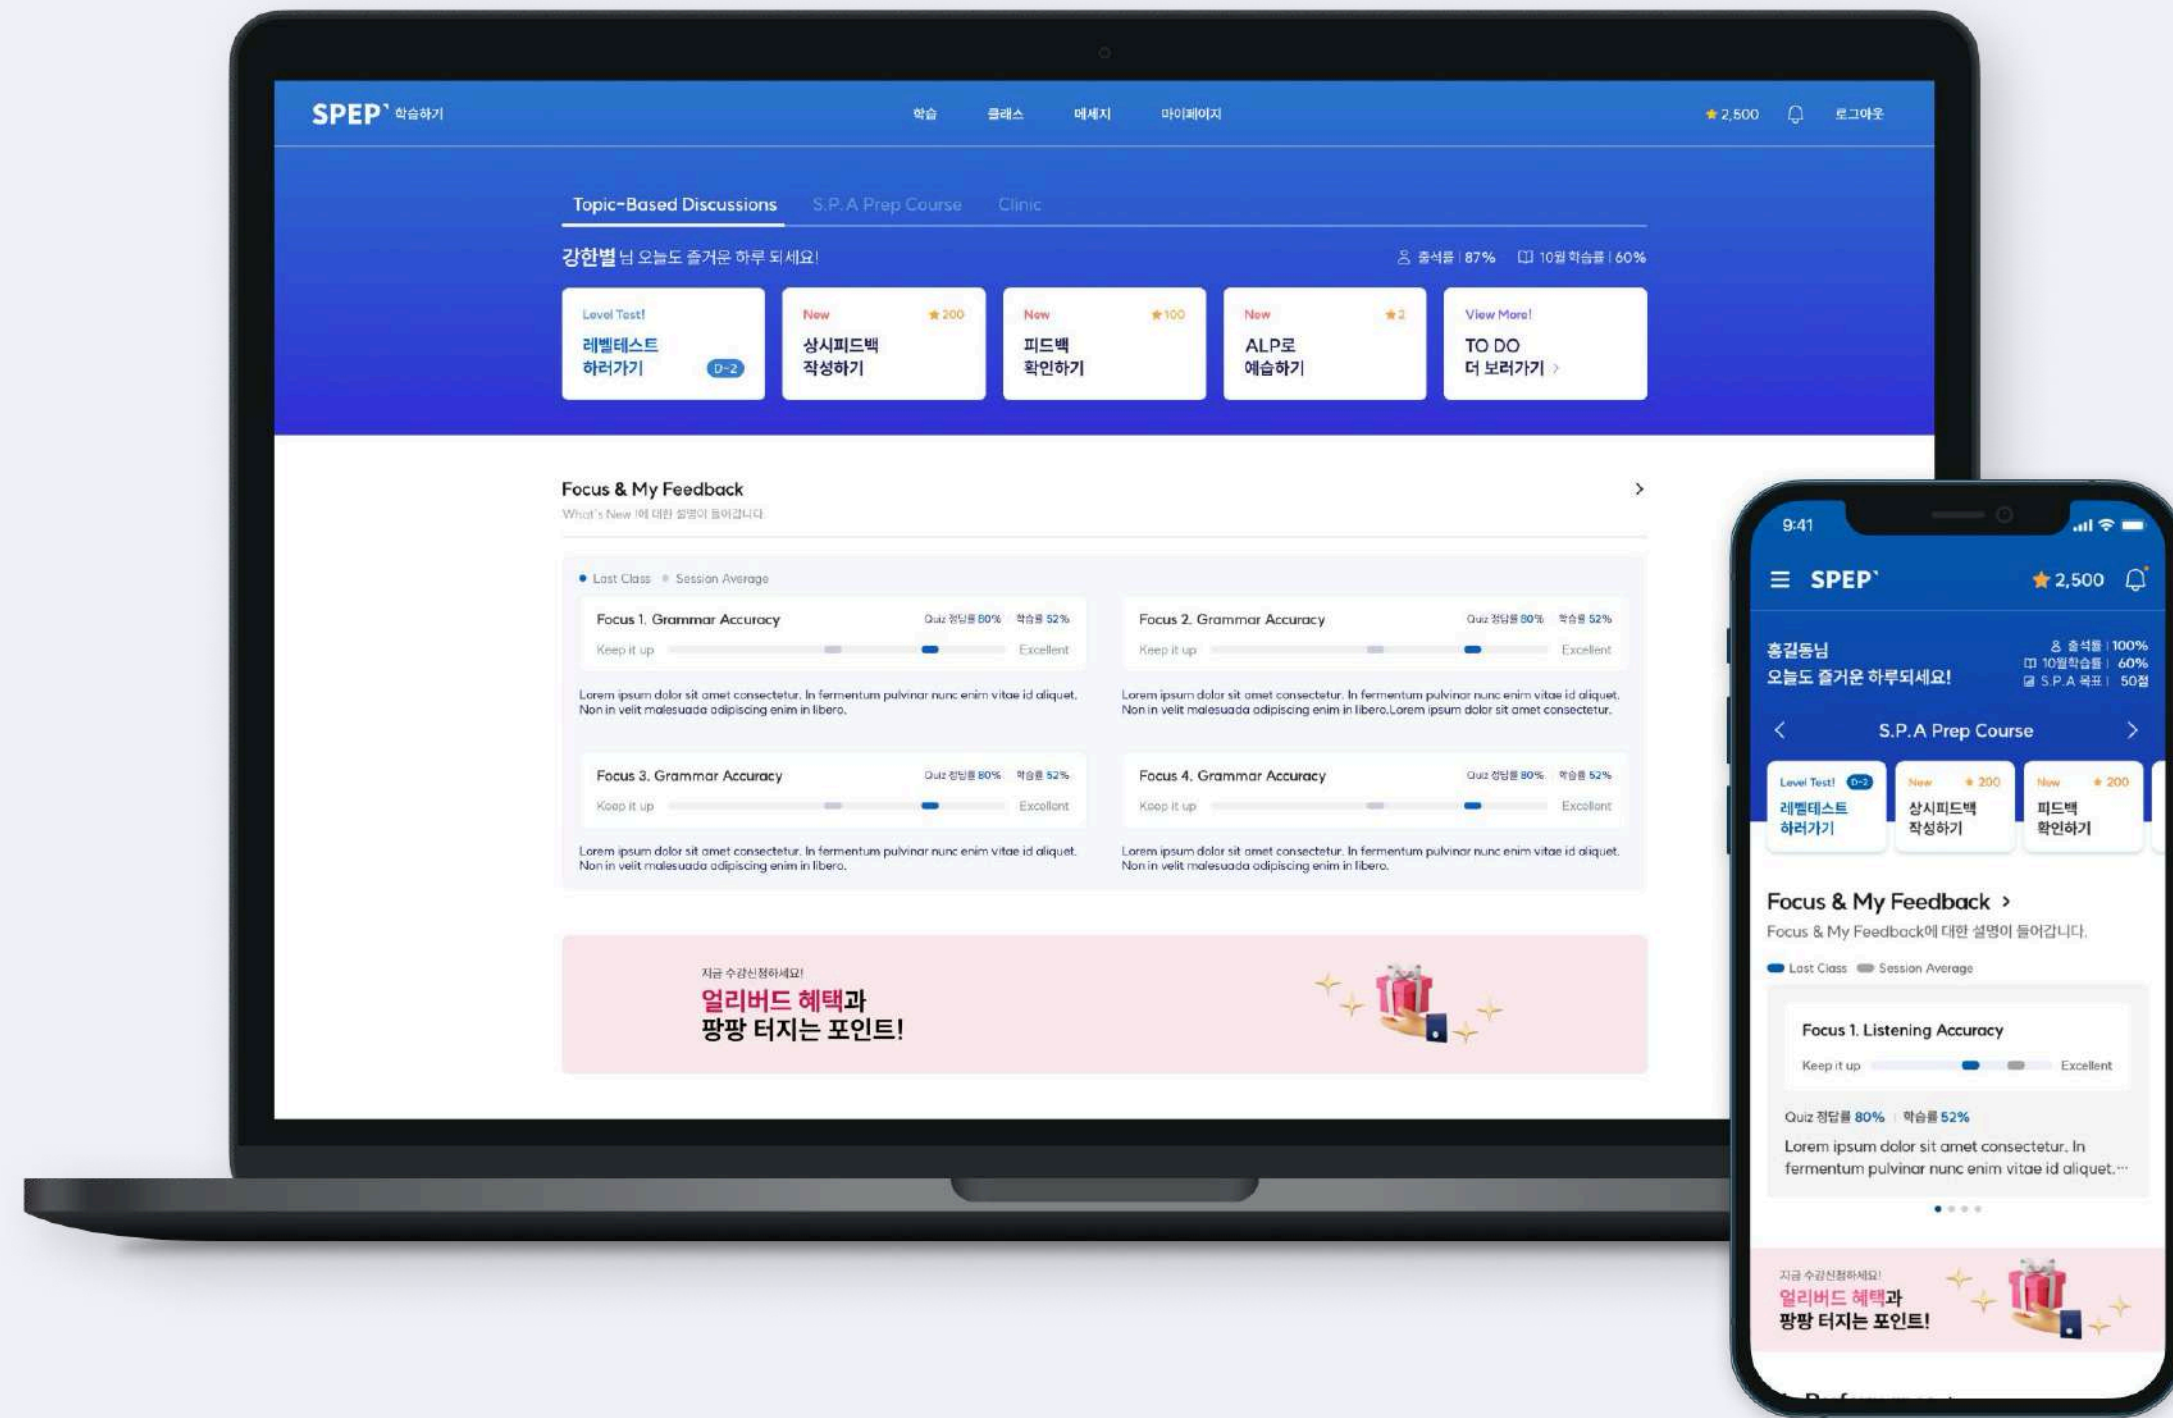 SPEP` 학습하기
학습 클래스 메세지 마이페이지
2,500 로그아웃
Topic-Based Discussions S.P.A Prep Course Clinic
강한별님 오늘도 즐거운 하루 되세요!
출석률 | 87% 10월 학습률 | 60%
Level Test!
레벨테스트
하러가기
D-2
New 200
상시피드백
작성하기
New 100
피드백
확인하기
New 2
ALP로
예습하기
View More!
TO DO
더 보러가기 >
Focus & My Feedback >
What's New !에 대한 설명이 들어갑니다.
Last Class Session Average
Focus 1. Grammar Accuracy Quiz 정답률 80% 학습률 52%
Keep it up Excellent
Lorem ipsum dolor sit amet consectetur. In fermentum pulvinar nunc enim vitae id aliquet.
Non in velit malesuada adipiscing enim in libero.
Focus 2. Grammar Accuracy Quiz 정답률 80% 학습률 52%
Keep it up Excellent
Lorem ipsum dolor sit amet consectetur. In fermentum pulvinar nunc enim vitae id aliquet.
Non in velit malesuada adipiscing enim in libero.Lorem ipsum dolor sit amet consectetur.
Focus 3. Grammar Accuracy Quiz 정답률 80% 학습률 52%
Keep it up Excellent
Lorem ipsum dolor sit amet consectetur. In fermentum pulvinar nunc enim vitae id aliquet.
Non in velit malesuada adipiscing enim in libero.
Focus 4. Grammar Accuracy Quiz 정답률 80% 학습률 52%
Keep it up Excellent
Lorem ipsum dolor sit amet consectetur. In fermentum pulvinar nunc enim vitae id aliquet.
Non in velit malesuada adipiscing enim in libero.
지금 수강신청하세요!
얼리버드 혜택과
팡팡 터지는 포인트!
9:41
SPEP` 2,500
홍길동님
오늘도 즐거운 하루되세요!
출석률 | 100%
10월학습률 | 60%
S.P.A 목표 | 50점
< S.P.A Prep Course >
Level Test! D-2
레벨테스트
하러가기
New 200
상시피드백
작성하기
New 200
피드백
확인하기
Focus & My Feedback >
Focus & My Feedback에 대한 설명이 들어갑니다.
Last Class Session Average
Focus 1. Listening Accuracy
Keep it up Excellent
Quiz 정답률 80% | 학습률 52%
Lorem ipsum dolor sit amet consectetur. In
fermentum pulvinar nunc enim vitae id aliquet.…
지금 수강신청하세요!
얼리버드 혜택과
팡팡 터지는 포인트!